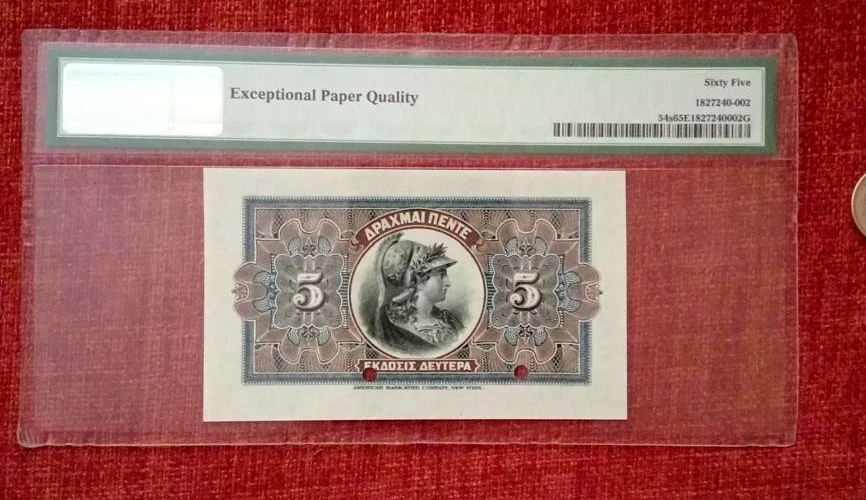 Exceptional Paper Quality
Sixty Five
1827240-002
54s65E1827240002G
ΔΡΑΧΜΑΙ ΠΕΝΤΕ
5 5
ΕΚΔΟΣΙΣ ΔΕΥΤΕΡΑ
AMERICAN BANK NOTE COMPANY, NEW YORK.